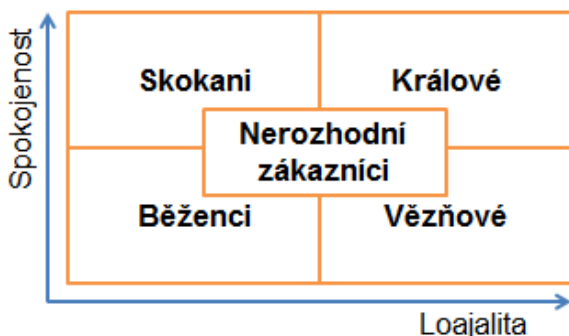 Spokojenost
Skokani
Králové
Nerozhodní
zákazníci
Běženci
Vězňové
Loajalita